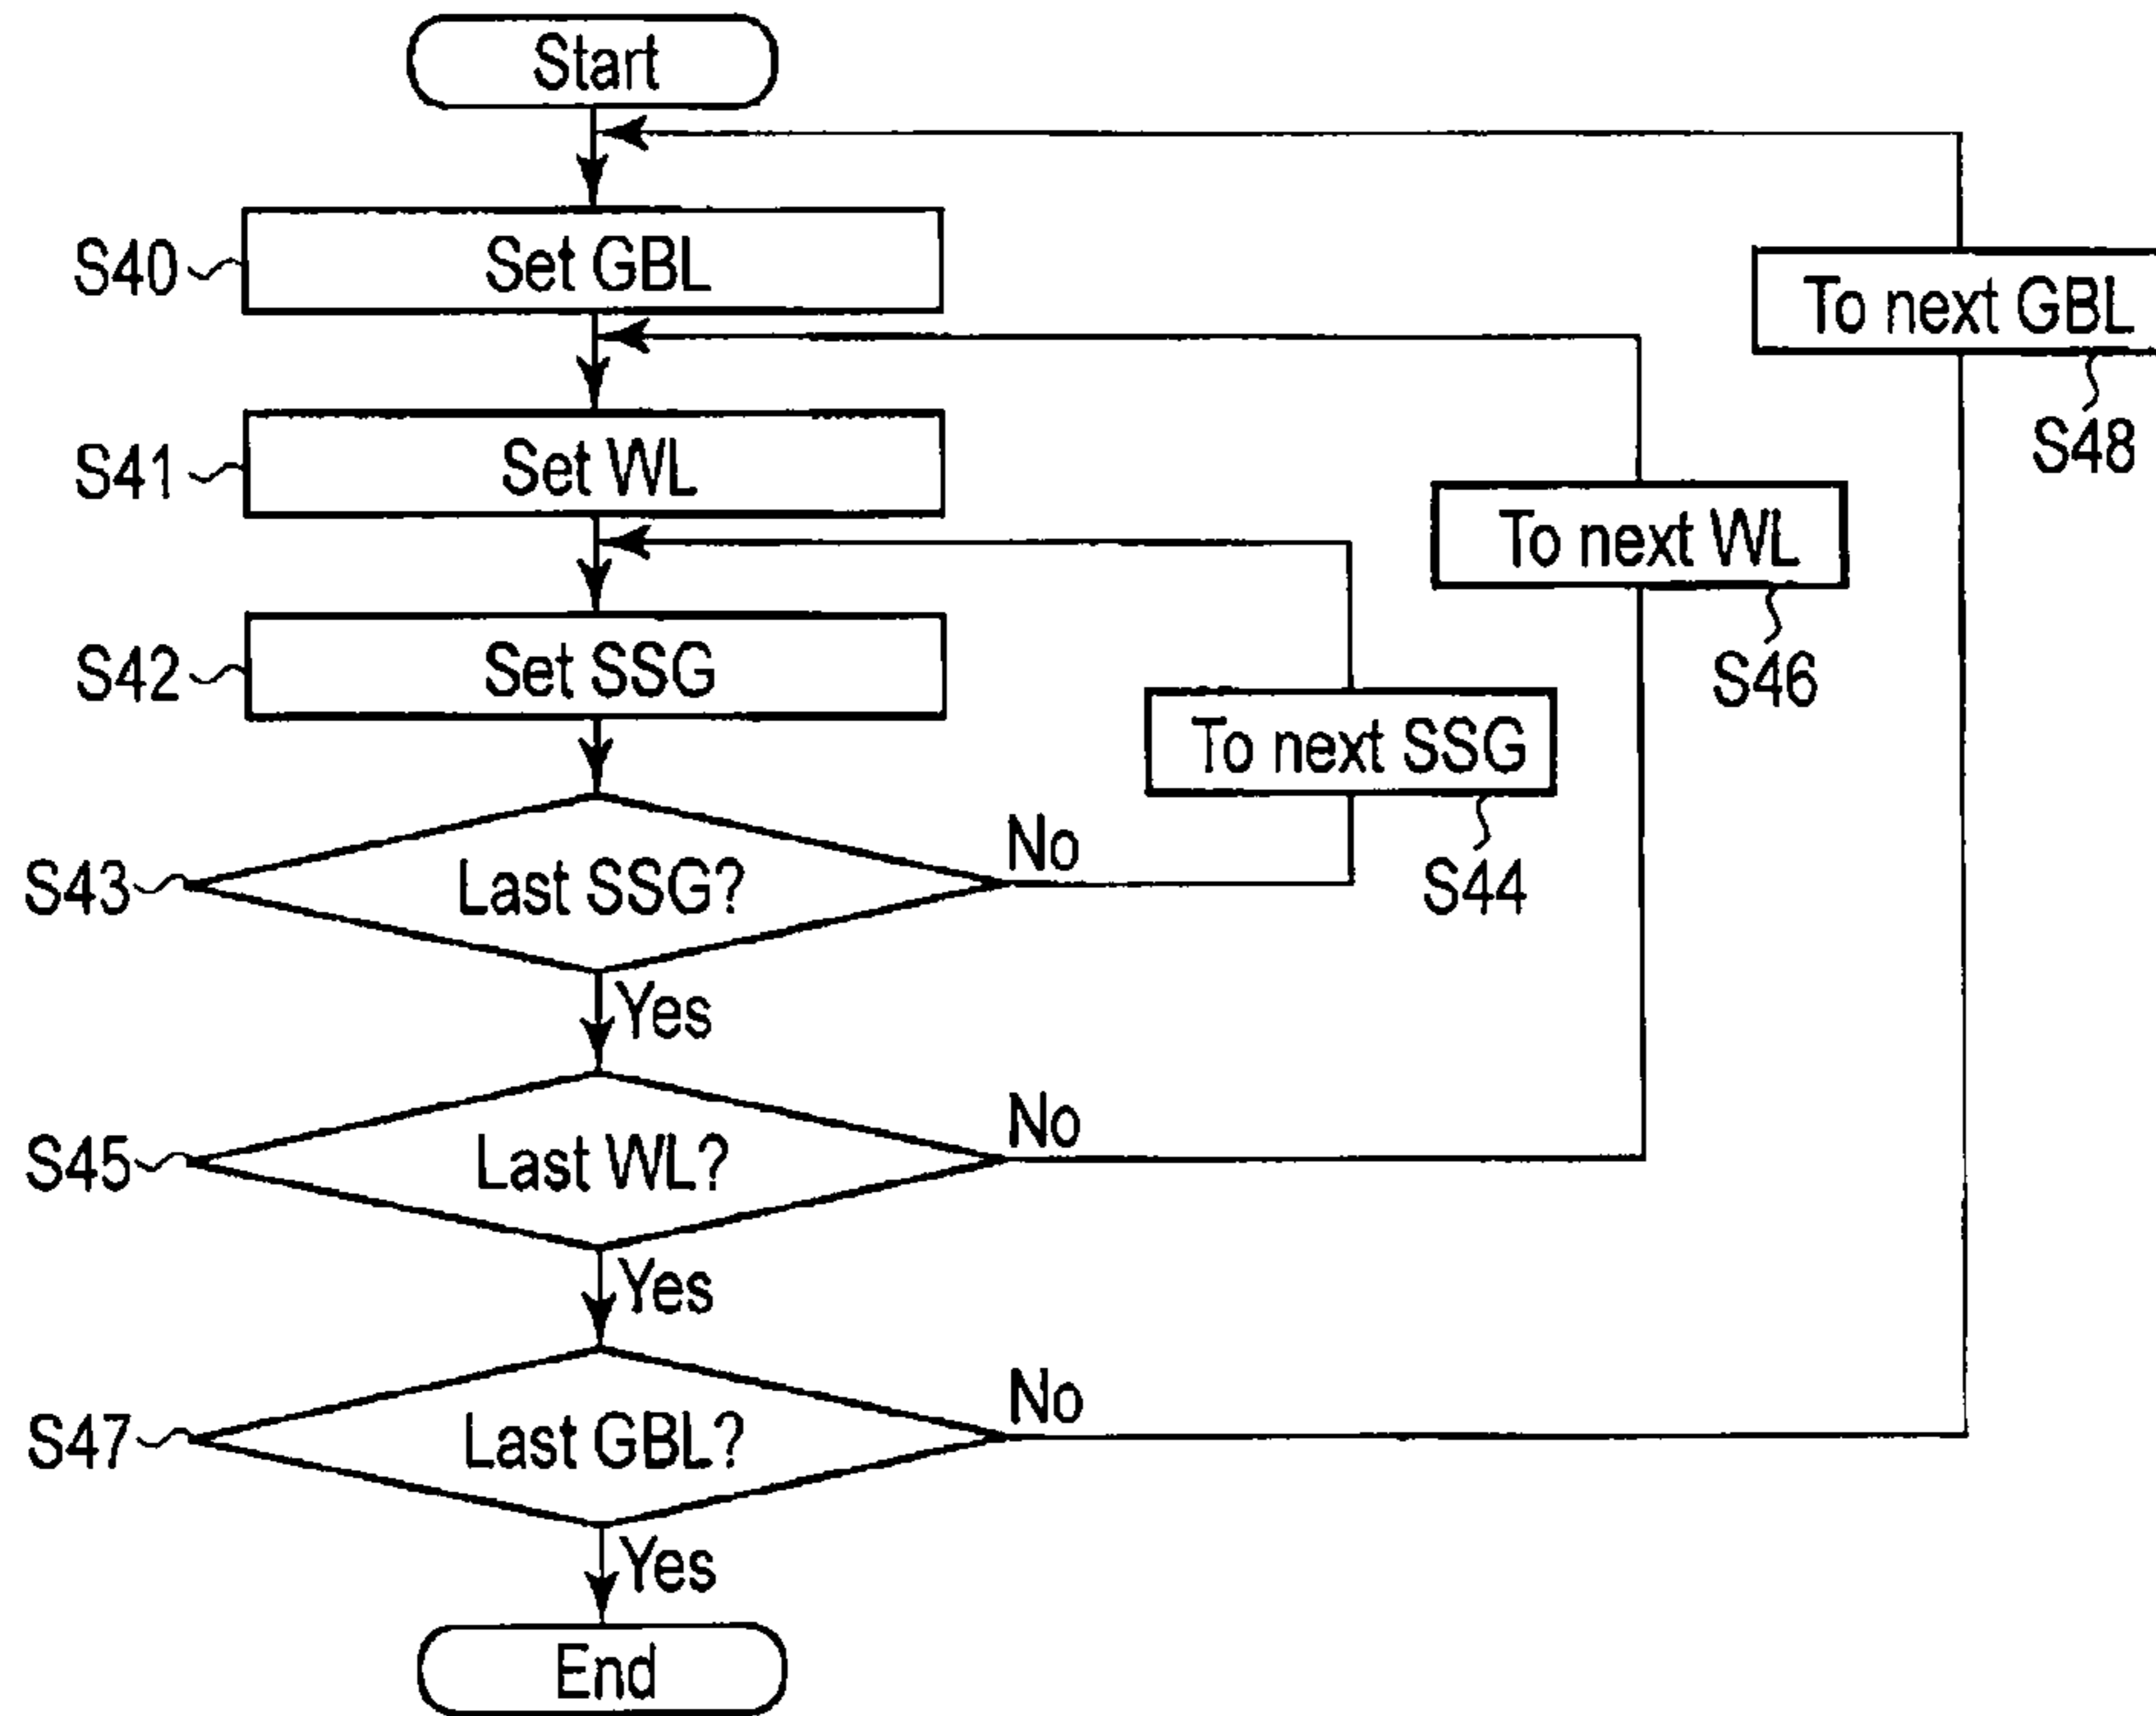 Start
S40
Set GBL
To next GBL
S48
S41
Set WL
To next WL
S46
S42
Set SSG
To next SSG
S44
S43
Last SSG?
No
Yes
S45
Last WL?
No
Yes
S47
Last GBL?
No
Yes
End